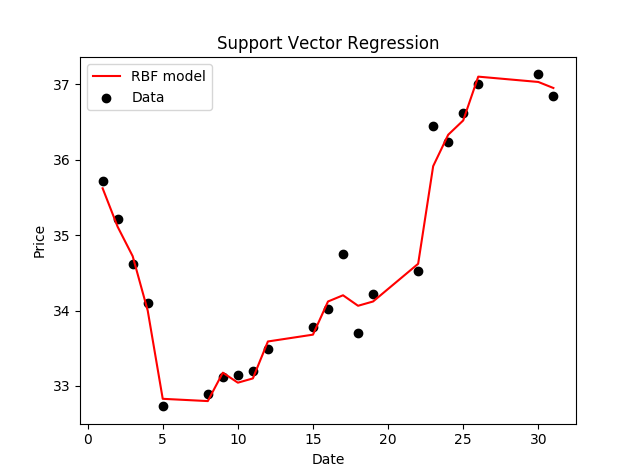 Support Vector Regression
RBF model
Data
37
36
35
34
33
Price
0 5 10 15 20 25 30
Date